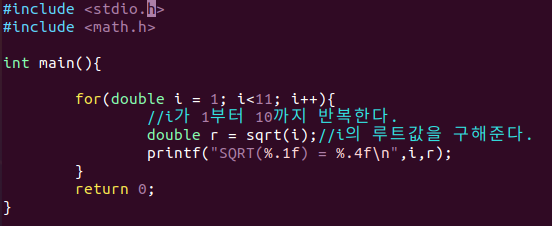 #include <stdio.h>
#include <math.h>

int main(){

        for(double i = 1; i<11; i++){
                //i가 1부터 10까지 반복한다.
                double r = sqrt(i);//i의 루트값을 구해준다.
                printf("SQRT(%.1f) = %.4f\n",i,r);
        }
        return 0;
}